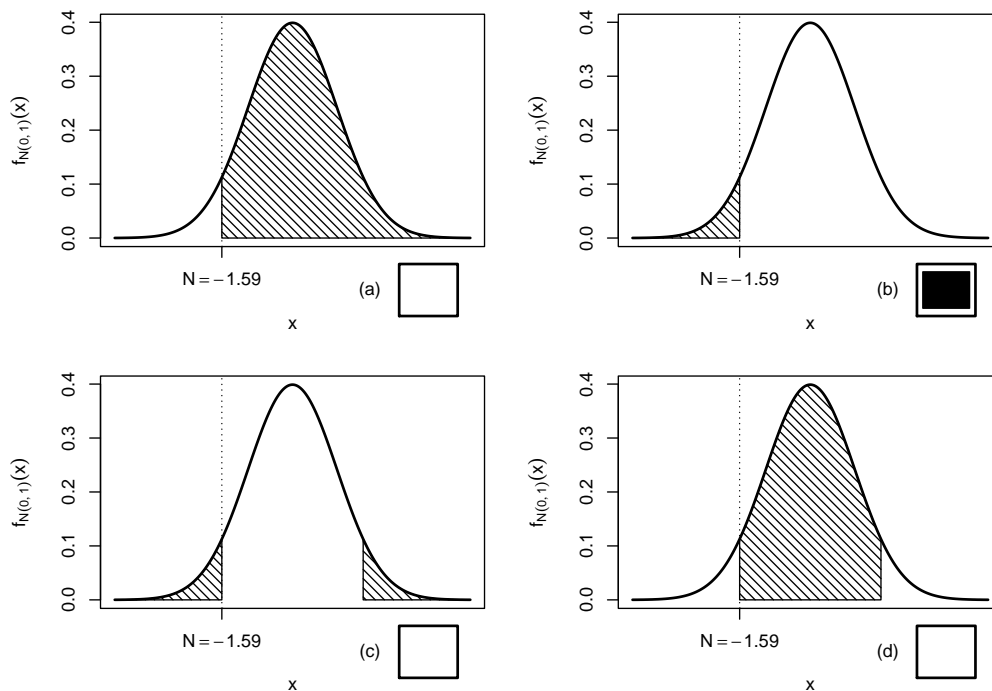 0.4
0.3
0.2
0.1
0.0
f_N(0, 1)(x)
N = −1.59
(a)
x
0.4
0.3
0.2
0.1
0.0
f_N(0, 1)(x)
N = −1.59
(b)
x
0.4
0.3
0.2
0.1
0.0
f_N(0, 1)(x)
N = −1.59
(c)
x
0.4
0.3
0.2
0.1
0.0
f_N(0, 1)(x)
N = −1.59
(d)
x